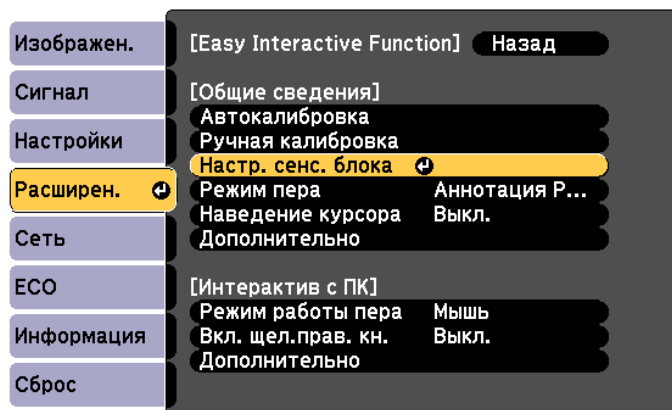 Изображен.
Сигнал
Настройки
Расширен.
Сеть
ECO
Информация
Сброс
[Easy Interactive Function] Назад
[Общие сведения]
Автокалибровка
Ручная калибровка
Настр. сенс. блока
Режим пера Аннотация Р...
Наведение курсора Выкл.
Дополнительно
[Интерактив с ПК]
Режим работы пера Мышь
Вкл. щел.прав. кн. Выкл.
Дополнительно